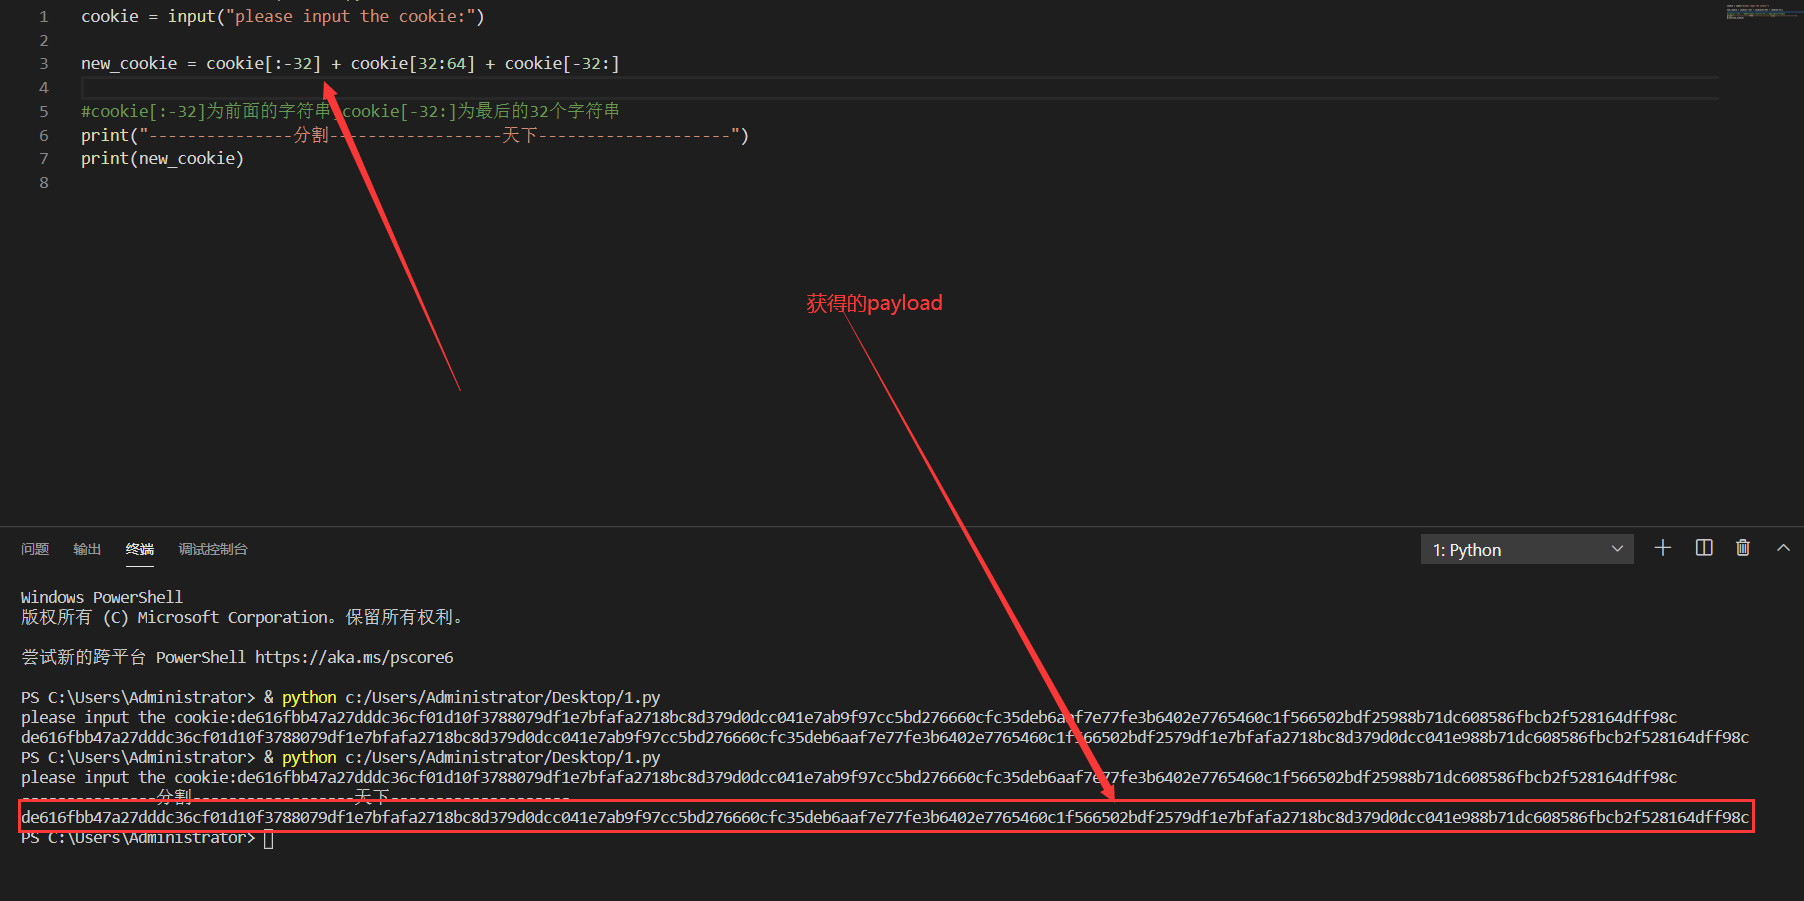 1 cookie = input("please input the cookie:")
2
3 new_cookie = cookie[:-32] + cookie[32:64] + cookie[-32:]
4
5 #cookie[:-32]为前面的字符串,cookie[-32:]为最后的32个字符串
6 print("---------------分割------------------天下--------------------")
7 print(new_cookie)
8
获得的payload
问题 输出 终端 调试控制台 1: Python
Windows PowerShell
版权所有 (C) Microsoft Corporation。保留所有权利。
尝试新的跨平台 PowerShell https://aka.ms/pscore6
PS C:\Users\Administrator> & python c:/Users/Administrator/Desktop/1.py
please input the cookie:de616fbb47a27dddc36cf01d10f3788079df1e7bfafa2718bc8d379d0dcc041e7ab9f97cc5bd276660cfc35deb6aaf7e77fe3b6402e7765460c1f566502bdf25988b71dc608586fbcb2f528164dff98c
de616fbb47a27dddc36cf01d10f3788079df1e7bfafa2718bc8d379d0dcc041e7ab9f97cc5bd276660cfc35deb6aaf7e77fe3b6402e7765460c1f566502bdf2579df1e7bfafa2718bc8d379d0dcc041e988b71dc608586fbcb2f528164dff98c
PS C:\Users\Administrator> & python c:/Users/Administrator/Desktop/1.py
please input the cookie:de616fbb47a27dddc36cf01d10f3788079df1e7bfafa2718bc8d379d0dcc041e7ab9f97cc5bd276660cfc35deb6aaf7e77fe3b6402e7765460c1f566502bdf25988b71dc608586fbcb2f528164dff98c
---------------分割------------------天下--------------------
de616fbb47a27dddc36cf01d10f3788079df1e7bfafa2718bc8d379d0dcc041e7ab9f97cc5bd276660cfc35deb6aaf7e77fe3b6402e7765460c1f566502bdf2579df1e7bfafa2718bc8d379d0dcc041e988b71dc608586fbcb2f528164dff98c
PS C:\Users\Administrator>